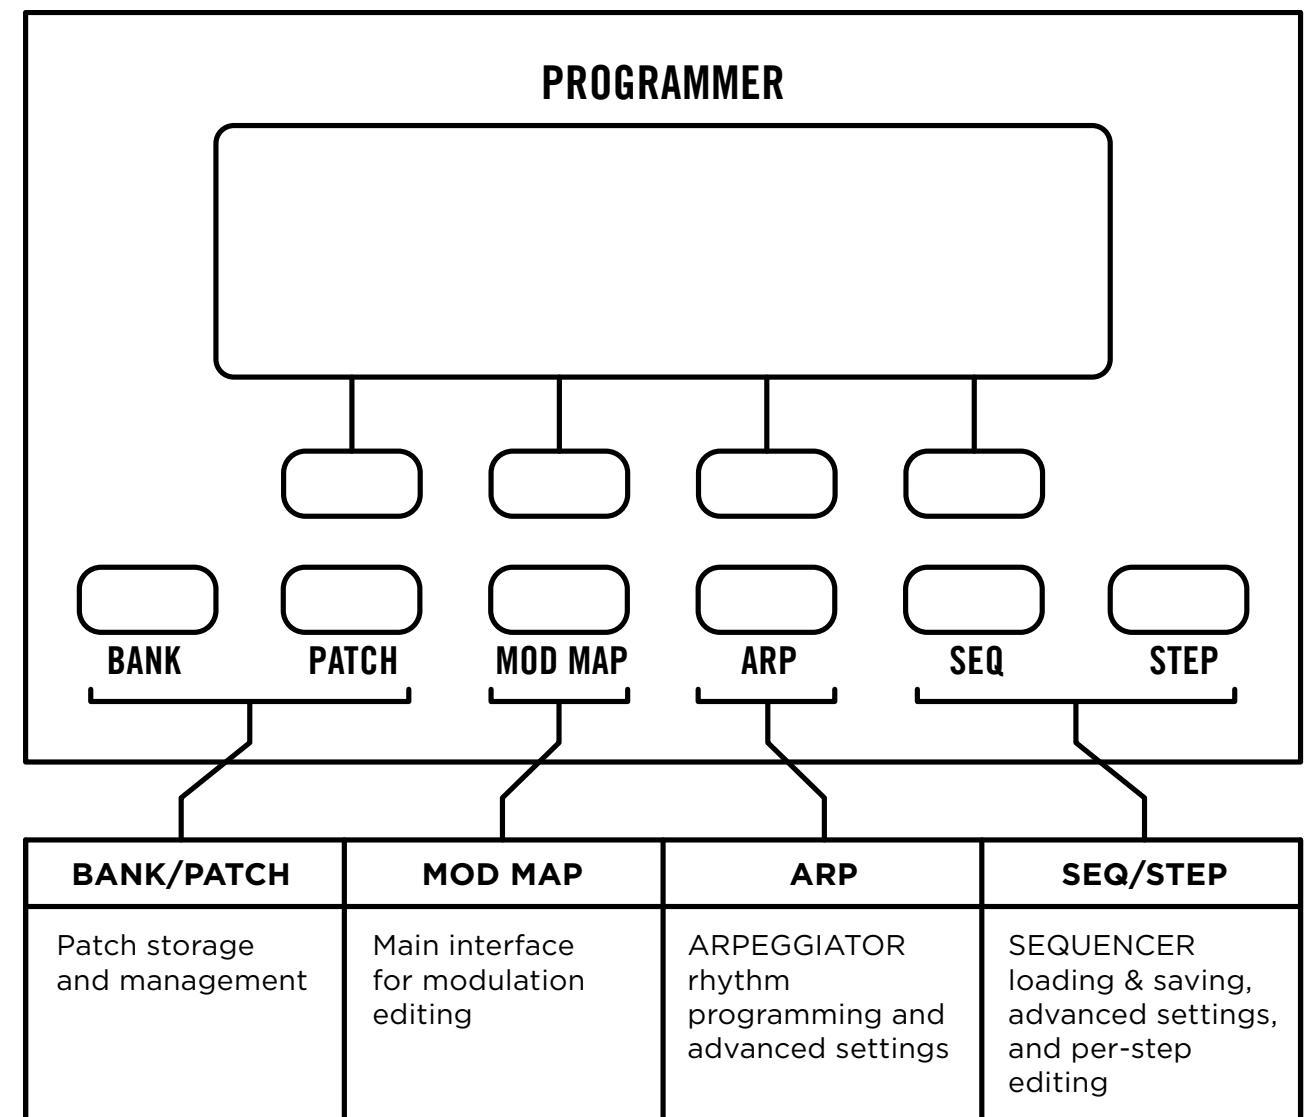 PROGRAMMER
BANK PATCH MOD MAP ARP SEQ STEP
BANK/PATCH MOD MAP ARP SEQ/STEP
Patch storage
and management
Main interface
for modulation
editing
ARPEGGIATOR
rhythm
programming and
advanced settings
SEQUENCER
loading & saving,
advanced settings,
and per-step
editing